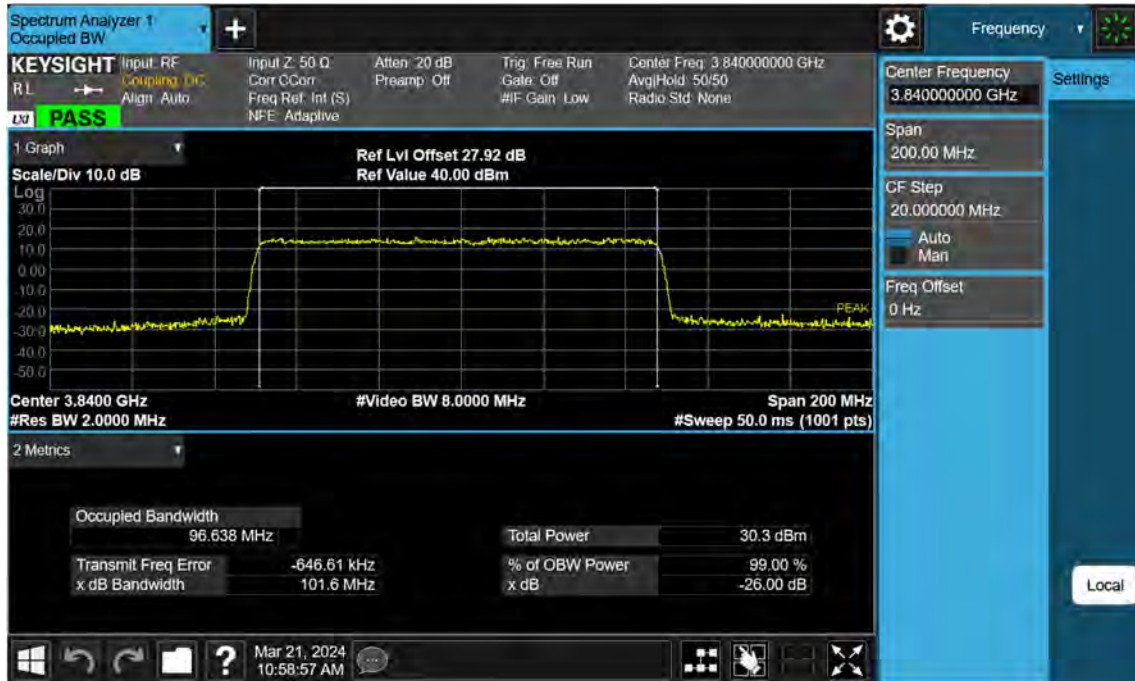 Spectrum Analyzer 1
Occupied BW
+
Frequency
KEYSIGHT
RL
LXI PASS
Input: RF
Coupling: DC
Align: Auto
Input Z: 50 Ω
Corr CCorr
Freq Ref: Int (S)
NFE: Adaptive
Atten: 20 dB
Preamp: Off
Trig: Free Run
Gate: Off
#IF Gain: Low
Center Freq: 3.840000000 GHz
Avg|Hold: 50/50
Radio Std: None
Center Frequency
3.840000000 GHz
Settings
Span
200.00 MHz
CF Step
20.000000 MHz
Auto
Man
Freq Offset
0 Hz
1 Graph
Scale/Div 10.0 dB
Ref Lvl Offset 27.92 dB
Ref Value 40.00 dBm
Log
30.0
20.0
10.0
0.00
-10.0
-20.0
-30.0
-40.0
-50.0
PEAK
Center 3.8400 GHz
#Video BW 8.0000 MHz
Span 200 MHz
#Res BW 2.0000 MHz
#Sweep 50.0 ms (1001 pts)
2 Metrics
Occupied Bandwidth
96.638 MHz
Total Power 30.3 dBm
Transmit Freq Error -646.61 kHz
% of OBW Power 99.00 %
x dB Bandwidth 101.6 MHz
x dB -26.00 dB
Local
?
Mar 21, 2024
10:58:57 AM